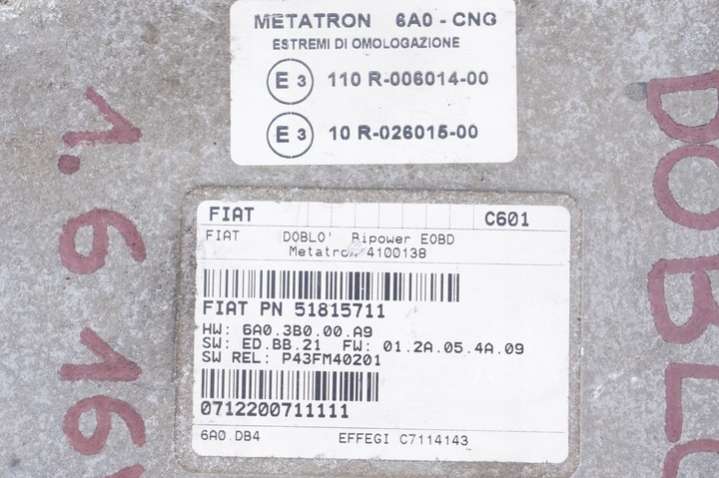 METATRON 6A0 - CNG
ESTREMI DI OMOLOGAZIONE
E 3 110 R-006014-00
E 3 10 R-026015-00
1.6 16V
DOBLO
FIAT C601
FIAT DOBLO' Bipower EOBD
Metatron 4100138
FIAT PN 51815711
HW: 6A0.3B0.00.A9
SW: ED.BB.21 FW: 01.2A.05.4A.09
SW REL: P43FM40201
0712200711111
6A0.DB4 EFFEGI C7114143